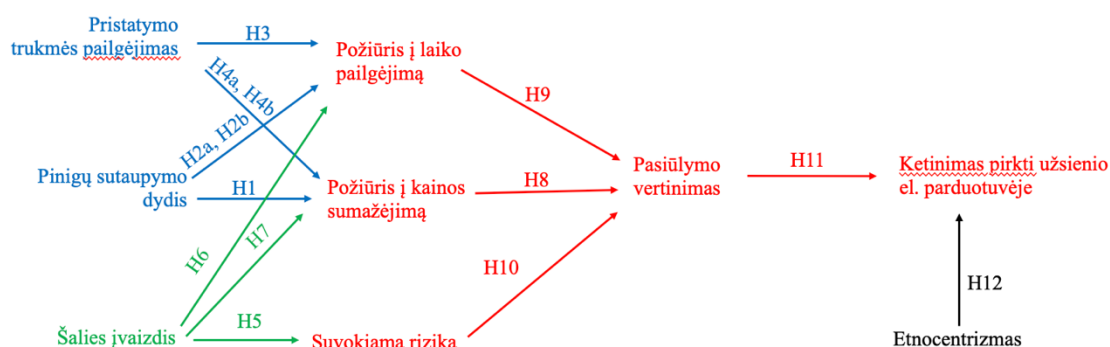 Pristatymo
trukmės pailgėjimas
H3
Požiūris į laiko
pailgėjimą
H4a, H4b
H2a, H2b
H9
Pinigų sutaupymo
dydis
H1
Požiūris į kainos
sumažėjimą
H8
Pasiūlymo
vertinimas
H11
Ketinimas pirkti užsienio
el. parduotuvėje
H6
H7
H10
H12
Šalies įvaizdis
H5
Suvokiama rizika
Etnocentrizmas